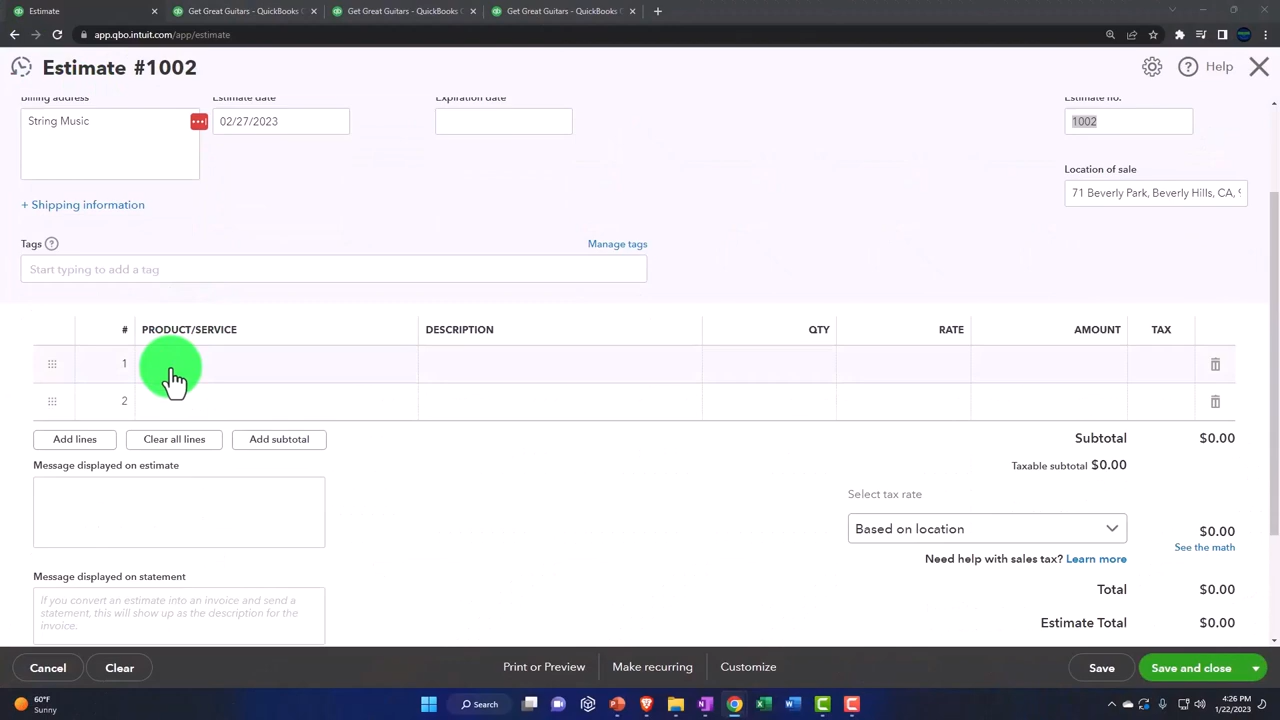 Estimate
Get Great Guitars - QuickBooks C
Get Great Guitars - QuickBooks C
Get Great Guitars - QuickBooks O
app.qbo.intuit.com/app/estimate
Estimate #1002
Help
Billing address
Estimate date
Expiration date
Estimate no.
String Music
02/27/2023
1002
Location of sale
71 Beverly Park, Beverly Hills, CA,
+ Shipping information
Tags
Manage tags
Start typing to add a tag
# PRODUCT/SERVICE DESCRIPTION QTY RATE AMOUNT TAX
1
2
Add lines
Clear all lines
Add subtotal
Subtotal $0.00
Message displayed on estimate
Taxable subtotal $0.00
Select tax rate
Based on location
$0.00
See the math
Need help with sales tax? Learn more
Message displayed on statement
If you convert an estimate into an invoice and send a
statement, this will show up as the description for the
invoice.
Total $0.00
Estimate Total $0.00
Cancel
Clear
Print or Preview
Make recurring
Customize
Save
Save and close
60°F
Sunny
Search
4:26 PM
1/22/2023